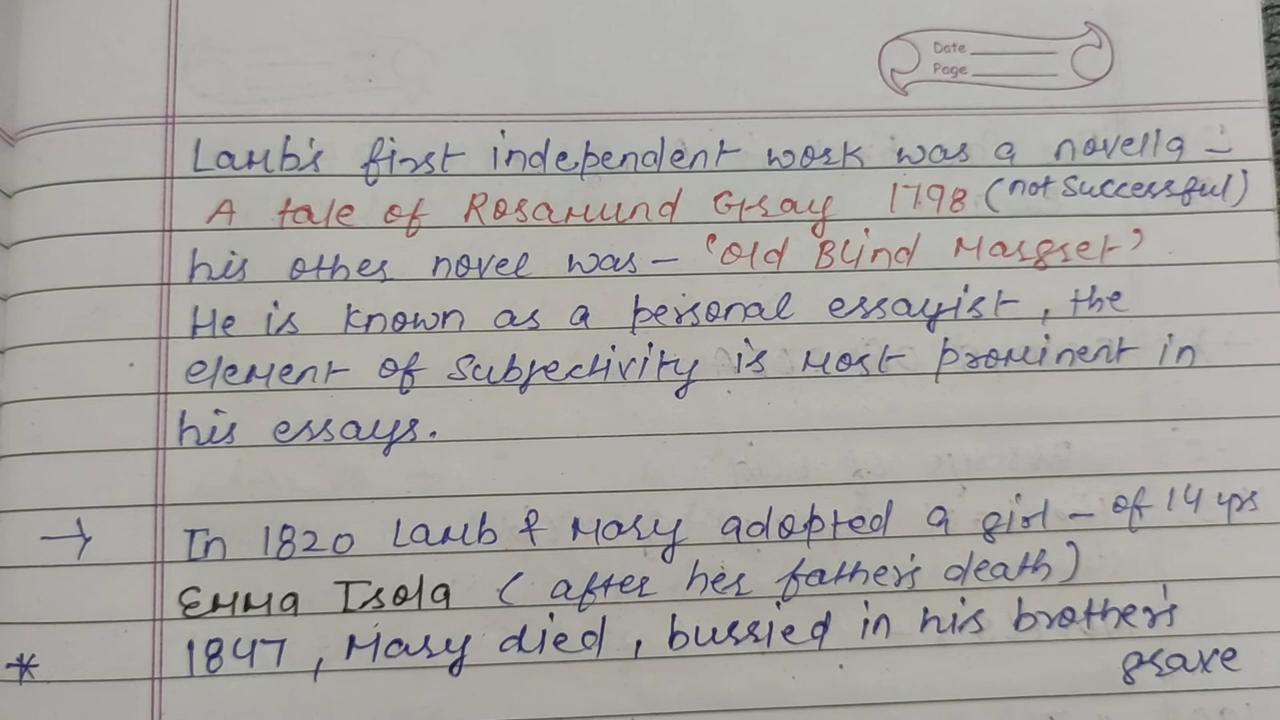 Date
Page
Lamb's first independent work was a novella -
A tale of Rosamund Gray 1798 (not Successful)
his other novel was - 'Old Blind Margret'
He is known as a personal essayist, the
element of Subjectivity is most prominent in
his essays.
→ In 1820 Lamb & Mary adopted a girl - of 14 yrs
Emma Isola (after her father's death)
* 1847, Mary died, burried in his brother's
grave